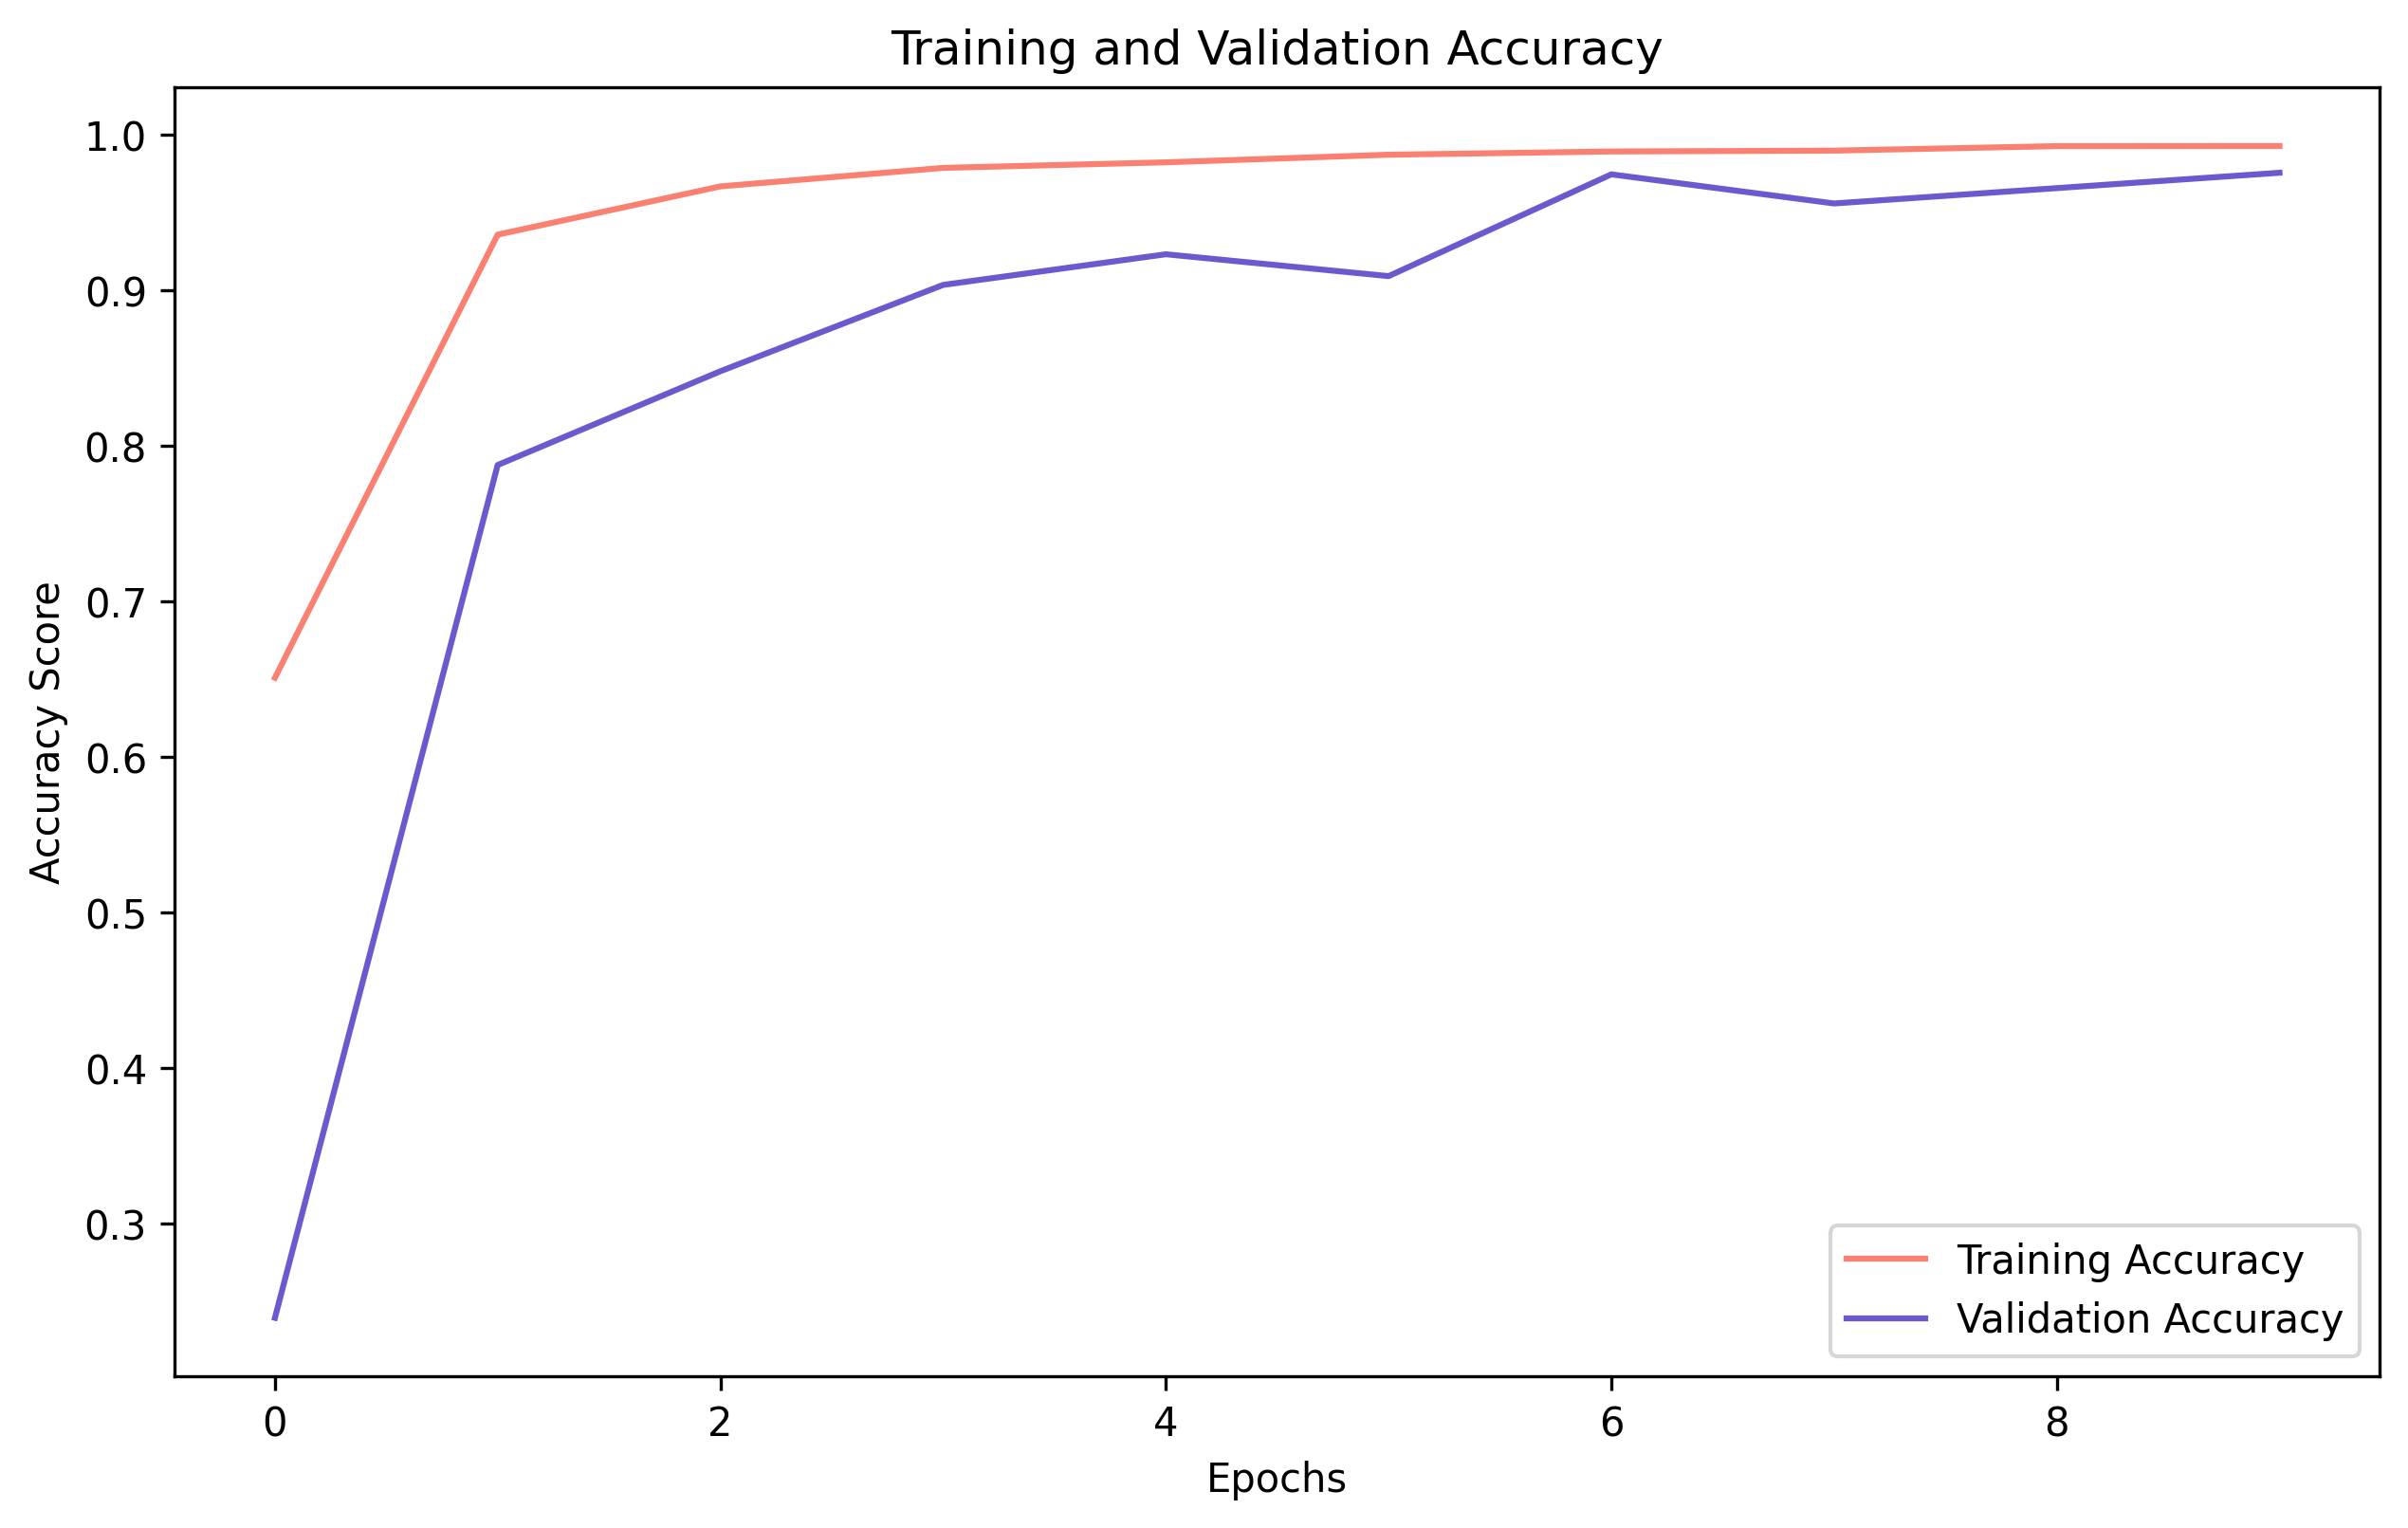 Training and Validation Accuracy
1.0
0.9
0.8
0.7
0.6
0.5
0.4
0.3
Accuracy Score
0 2 4 6 8
Epochs
Training Accuracy
Validation Accuracy